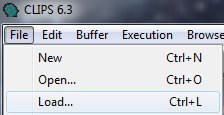 CLIPS 6.3
File Edit Buffer Execution Browse
New Ctrl+N
Open... Ctrl+O
Load... Ctrl+L